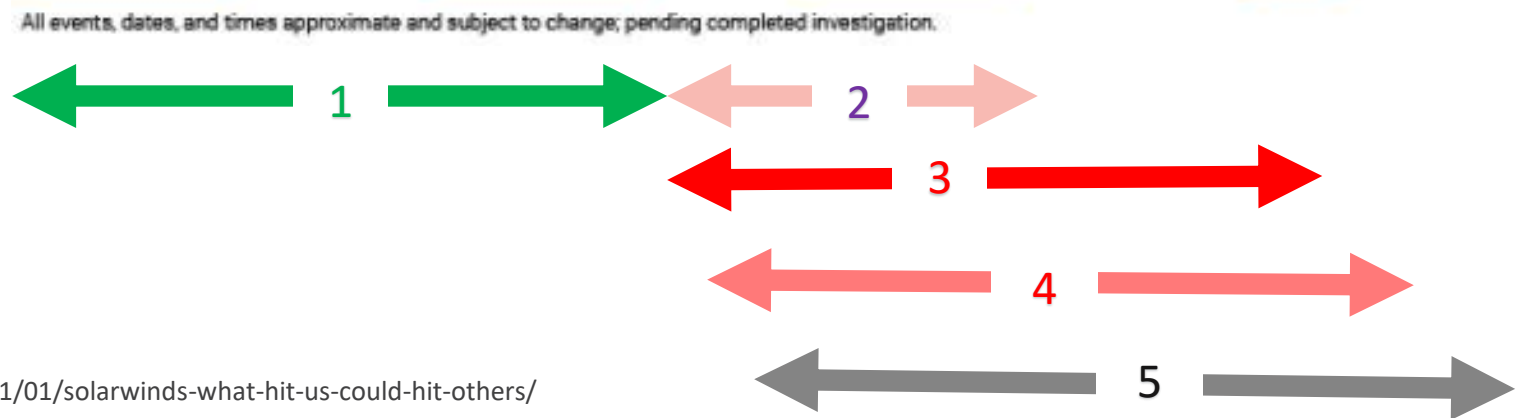 All events, dates, and times approximate and subject to change; pending completed investigation.
1
2
3
4
5
1/01/solarwinds-what-hit-us-could-hit-others/